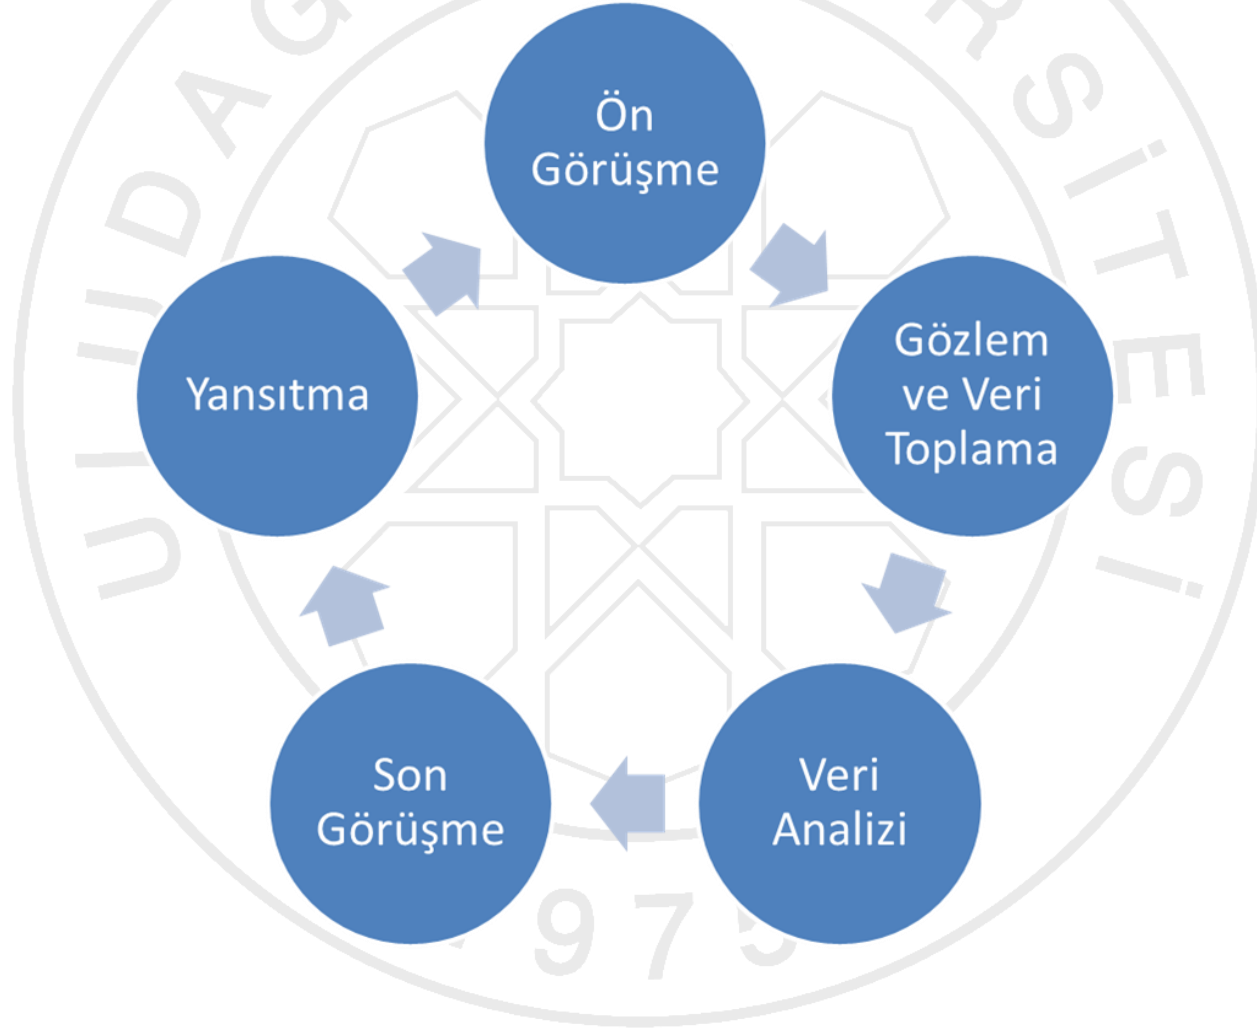 Ön
Görüşme
Gözlem
ve Veri
Toplama
Veri
Analizi
Son
Görüşme
Yansıtma